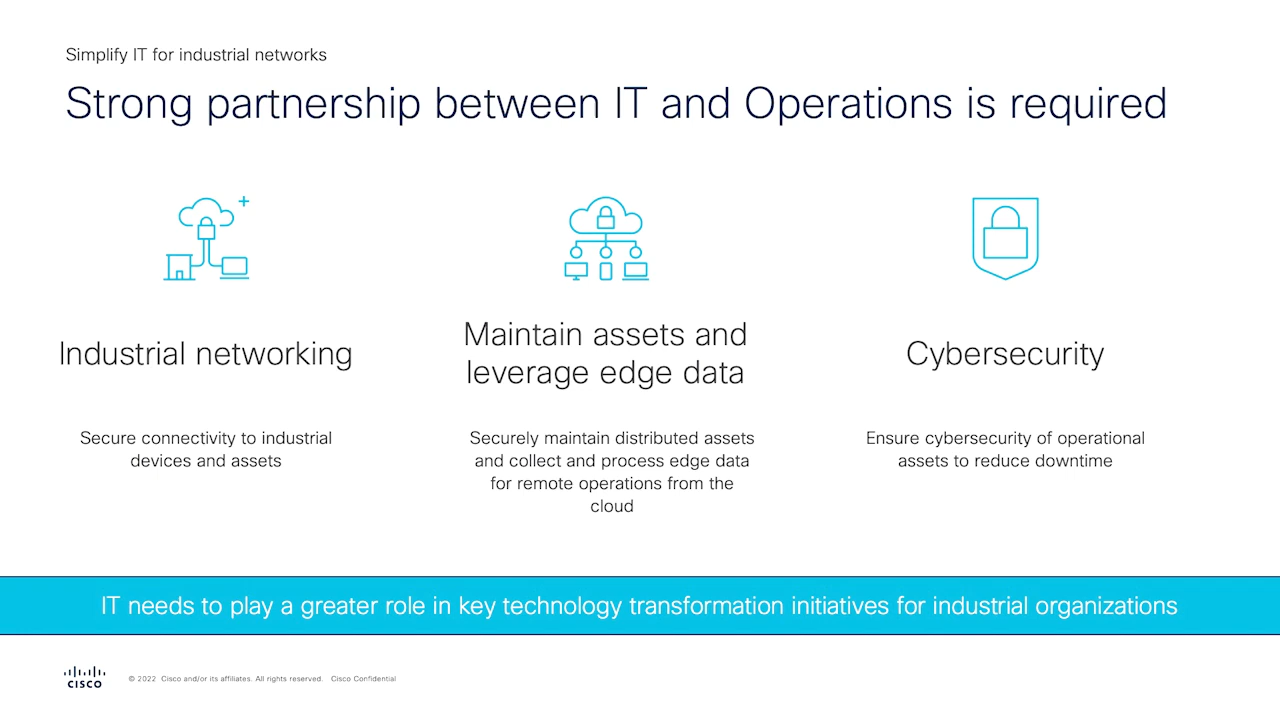 Simplify IT for industrial networks
Strong partnership between IT and Operations is required
Industrial networking
Secure connectivity to industrial
devices and assets
Maintain assets and
leverage edge data
Securely maintain distributed assets
and collect and process edge data
for remote operations from the
cloud
Cybersecurity
Ensure cybersecurity of operational
assets to reduce downtime
IT needs to play a greater role in key technology transformation initiatives for industrial organizations
CISCO
© 2022 Cisco and/or its affiliates. All rights reserved. Cisco Confidential